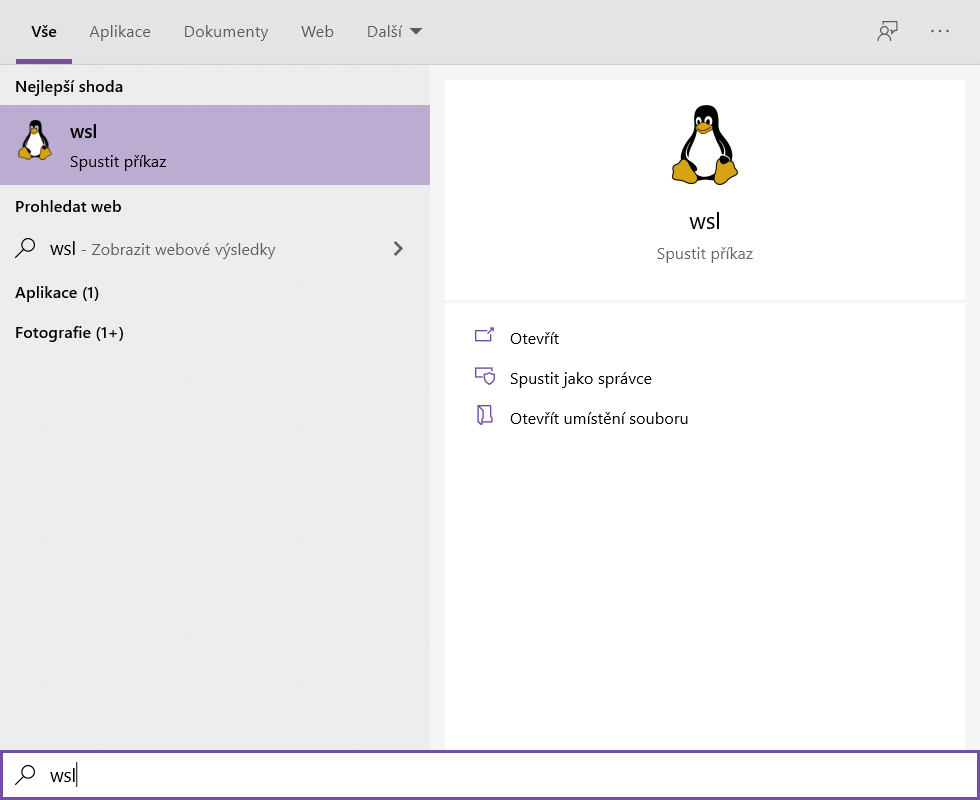 Vše Aplikace Dokumenty Web Další
Nejlepší shoda
wsl
Spustit příkaz
Prohledat web
wsl - Zobrazit webové výsledky
Aplikace (1)
Fotografie (1+)
wsl
Spustit příkaz
Otevřít
Spustit jako správce
Otevřít umístění souboru
wsl